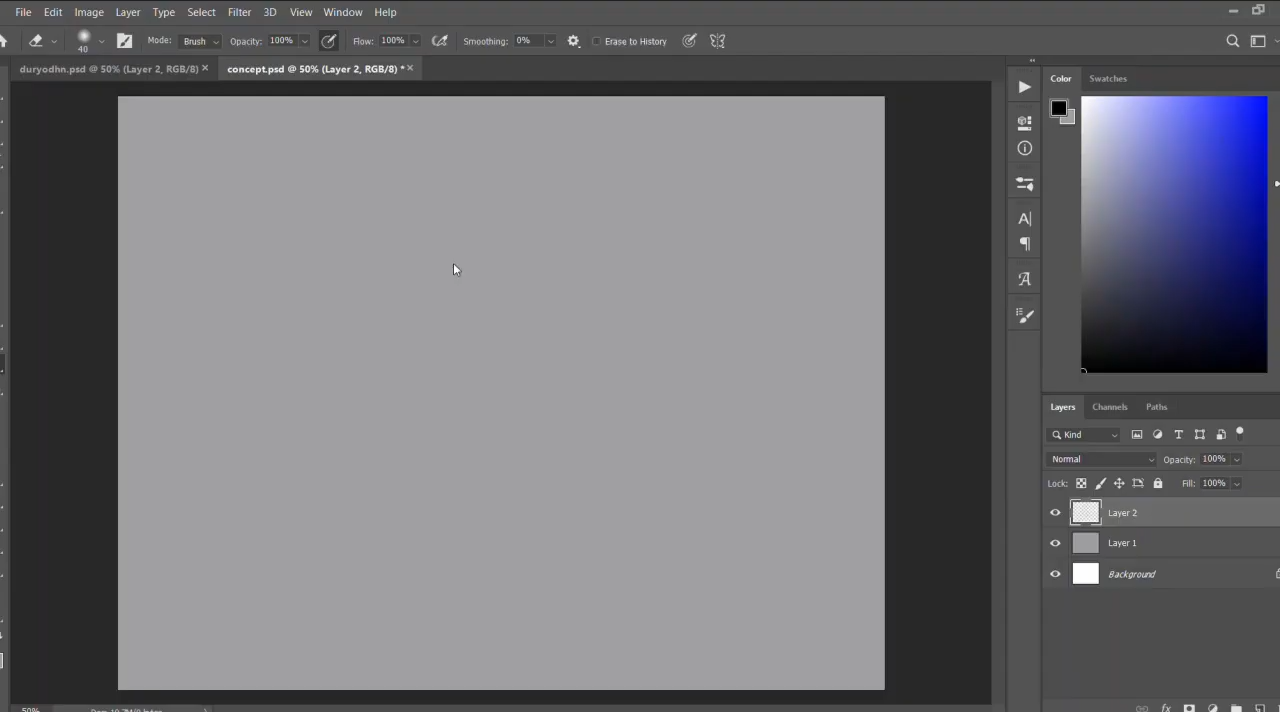 File Edit Image Layer Type Select Filter 3D View Window Help
40 Mode: Brush Opacity: 100% Flow: 100% Smoothing: 0% Erase to History
duryodhn.psd @ 50% (Layer 2, RGB/8) × concept.psd @ 50% (Layer 2, RGB/8) * ×
Color Swatches
Layers Channels Paths
Kind
Normal Opacity: 100%
Lock: Fill: 100%
Layer 2
Layer 1
Background
50%